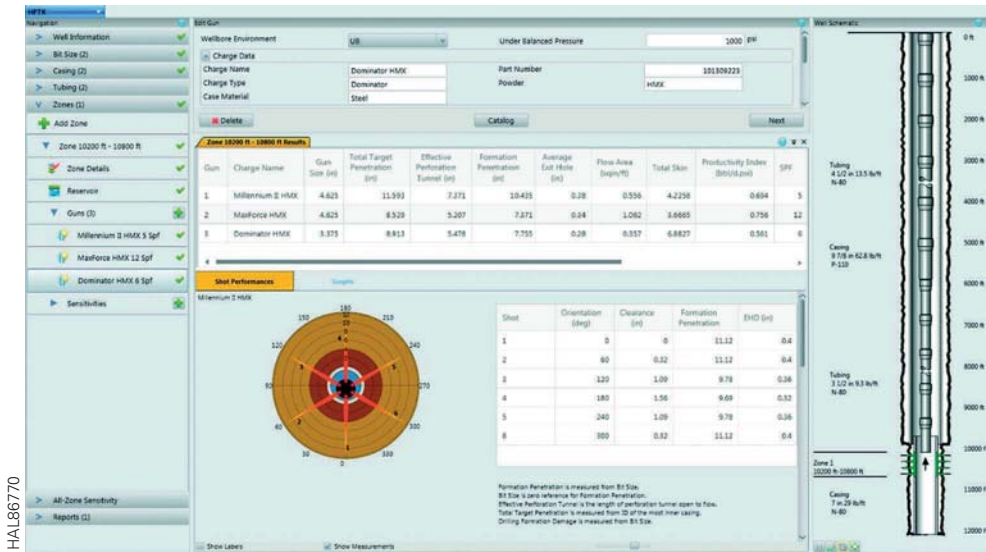 HPTK
Navigation
Well Information
Bit Size (2)
Casing (2)
Tubing (2)
Zones (1)
Add Zone
Zone 10200 ft - 10800 ft
Zone Details
Reservoir
Guns (3)
Millennium II HMX 5 Spf
MaxForce HMX 12 Spf
Dominator HMX 6 Spf
Sensitivities
All-Zone Sensitivity
Reports (1)
Edit Gun
Wellbore Environment UB Under Balanced Pressure 1000 psi
Charge Data
Charge Name Dominator HMX Part Number 101309223
Charge Type Dominator Powder HMX
Case Material Steel
Delete Catalog Next
Zone 10200 ft - 10800 ft Results
Gun Charge Name Gun Size (in) Total Target Penetration (in) Effective Perforation Tunnel (in) Formation Penetration (in) Average Exit Hole (in) Flow Area (sqin/ft) Total Skin Productivity Index (bbl/d.psi) SPF
1 Millennium II HMX 4.625 11.593 7.371 10.435 0.38 0.556 4.2256 0.694 5
2 MaxForce HMX 4.625 8.529 5.207 7.371 0.34 1.062 3.6665 0.756 12
3 Dominator HMX 3.375 8.913 5.478 7.755 0.28 0.357 6.8827 0.561 6
Shot Performances Graphs
Millennium II HMX
180
150 210
120 240
90 270
60 300
30 330
0
Shot Orientation (deg) Clearance (in) Formation Penetration EHD (in)
1 0 0 11.12 0.4
2 60 0.32 11.12 0.4
3 120 1.09 9.78 0.36
4 180 1.56 9.69 0.32
5 240 1.09 9.78 0.36
6 300 0.32 11.12 0.4
Formation Penetration is measured from Bit Size.
Bit Size is zero reference for Formation Penetration.
Effective Perforation Tunnel is the length of perforation tunnel open to flow.
Total Target Penetration is measured from ID of the most inner casing.
Drilling Formation Damage is measured from Bit Size.
Show Labels Show Measurements
Well Schematic
0 ft
1000 ft
2000 ft
3000 ft
4000 ft
5000 ft
6000 ft
7000 ft
8000 ft
9000 ft
10000 ft
11000 ft
12000 ft
Tubing
4 1/2 in 13.5 lb/ft
N-80
Casing
9 7/8 in 62.8 lb/ft
P-110
Tubing
3 1/2 in 9.3 lb/ft
N-80
Zone 1
10200 ft-10800 ft
Casing
7 in 29 lb/ft
N-80
HAL86770